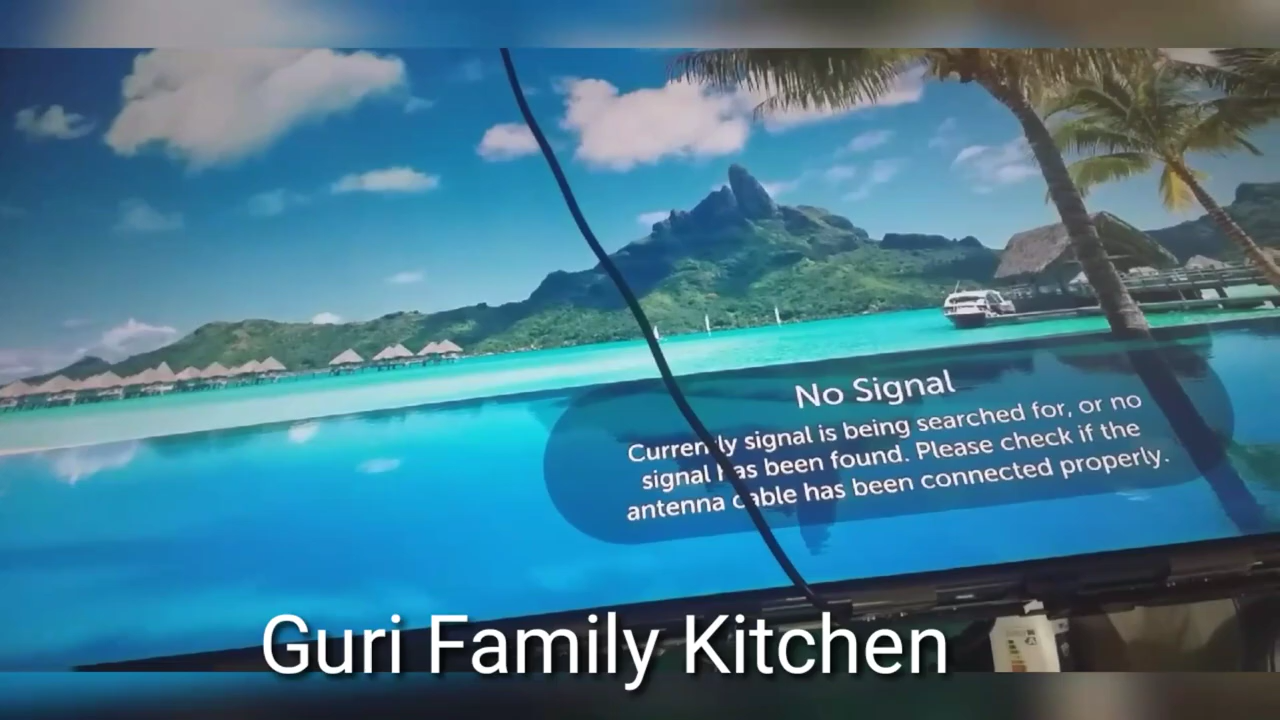 No Signal
Currently signal is being searched for, or no
signal has been found. Please check if the
antenna cable has been connected properly.
Guri Family Kitchen